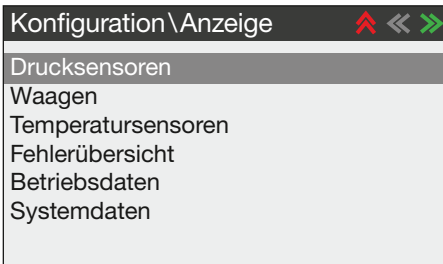 Konfiguration\Anzeige
Drucksensoren
Waagen
Temperatursensoren
Fehlerübersicht
Betriebsdaten
Systemdaten